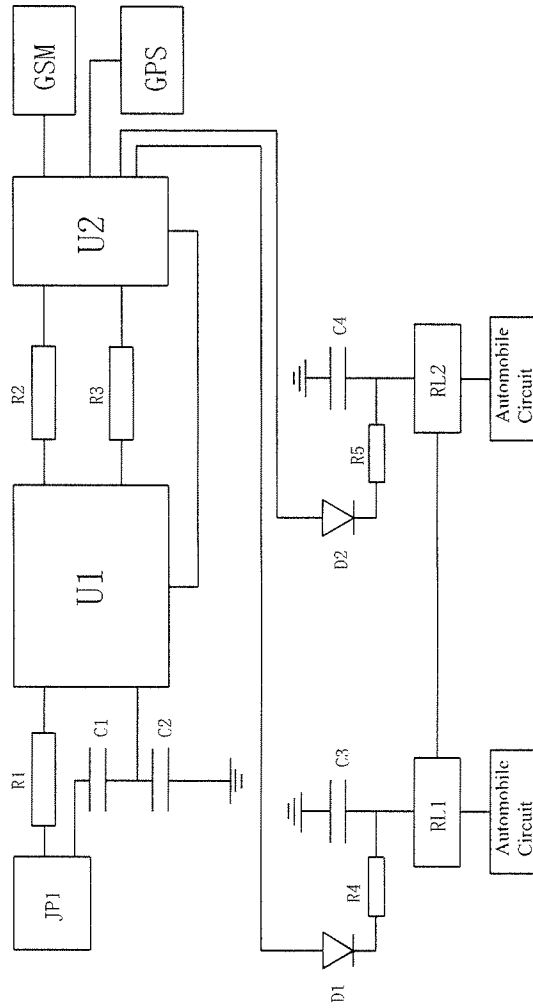 JP1
R1
C1
C2
U1
R2
R3
U2
GSM
GPS
D1
R4
C3
RL1
Automobile
Circuit
D2
R5
C4
RL2
Automobile
Circuit